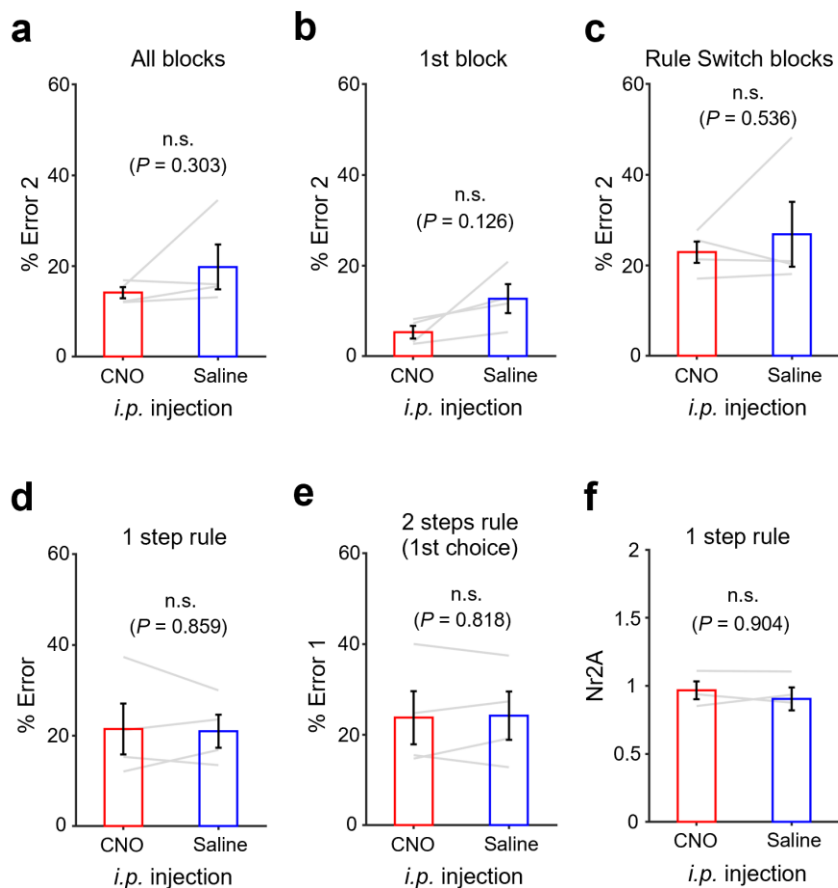 a
All blocks
60
40
20
0
% Error 2
n.s.
(P = 0.303)
CNO
Saline
i.p. injection
b
1st block
60
40
20
0
% Error 2
n.s.
(P = 0.126)
CNO
Saline
i.p. injection
c
Rule Switch blocks
60
40
20
0
% Error 2
n.s.
(P = 0.536)
CNO
Saline
i.p. injection
d
1 step rule
60
40
20
0
% Error
n.s.
(P = 0.859)
CNO
Saline
i.p. injection
e
2 steps rule
(1st choice)
60
40
20
0
% Error 1
n.s.
(P = 0.818)
CNO
Saline
i.p. injection
f
1 step rule
2
1.5
1
0.5
0
Nr2A
n.s.
(P = 0.904)
CNO
Saline
i.p. injection